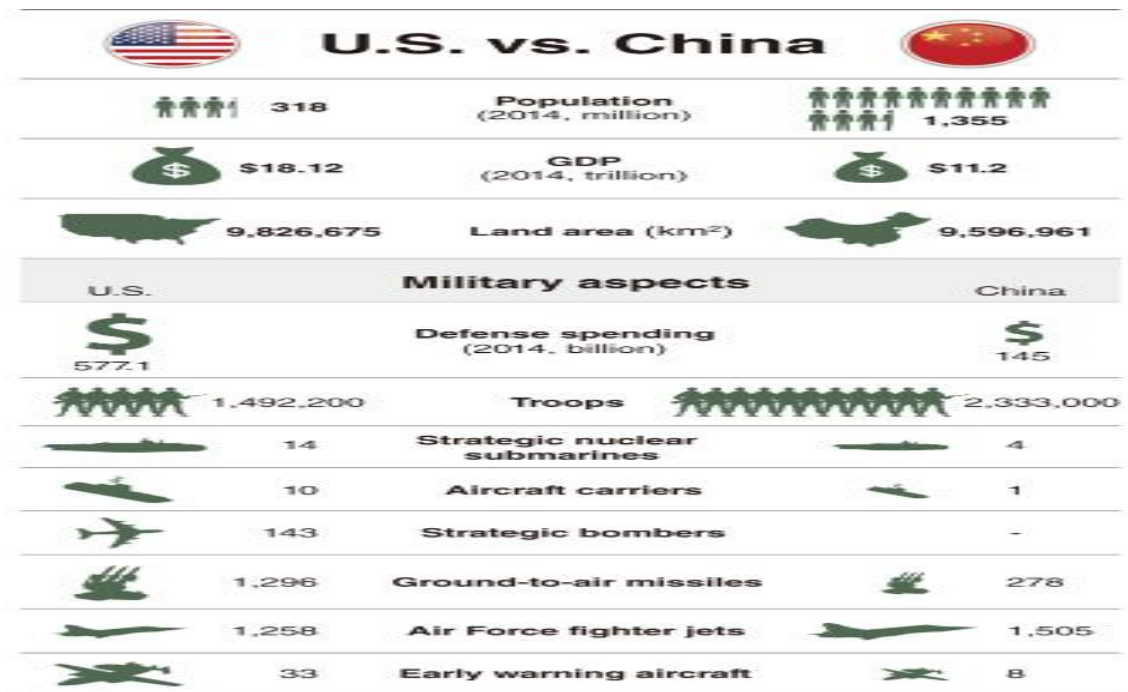 U.S. vs. China
318 Population 1,355
(2014, million)
$18.12 GDP $11.2
(2014, trillion)
9,826,675 Land area (km²) 9,596,961
U.S. Military aspects China
Defense spending
(2014, billion)
577.1 145
1,492,200 Troops 2,333,000
14 Strategic nuclear 4
submarines
10 Aircraft carriers 1
143 Strategic bombers -
1,296 Ground-to-air missiles 278
1,258 Air Force fighter jets 1,505
33 Early warning aircraft 8